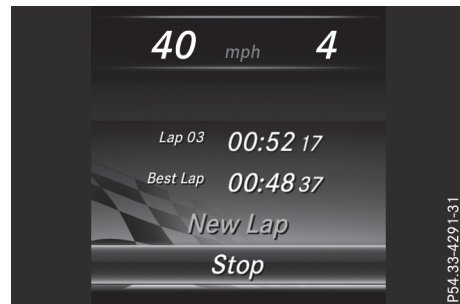 40 mph 4
Lap 03 00:52 17
Best Lap 00:48 37
New Lap
Stop
P54.33-4291-31